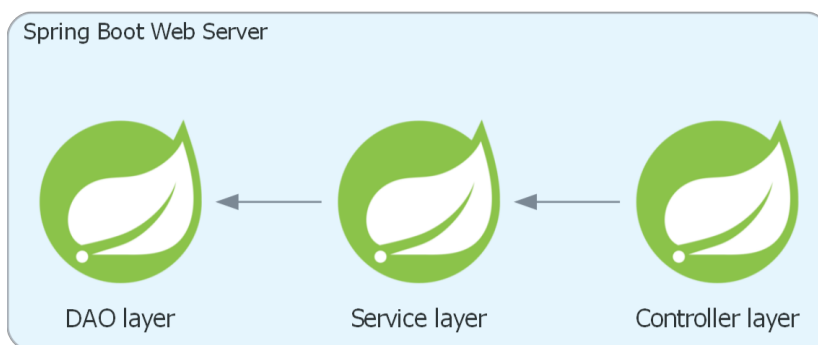 Spring Boot Web Server
DAO layer
Service layer
Controller layer